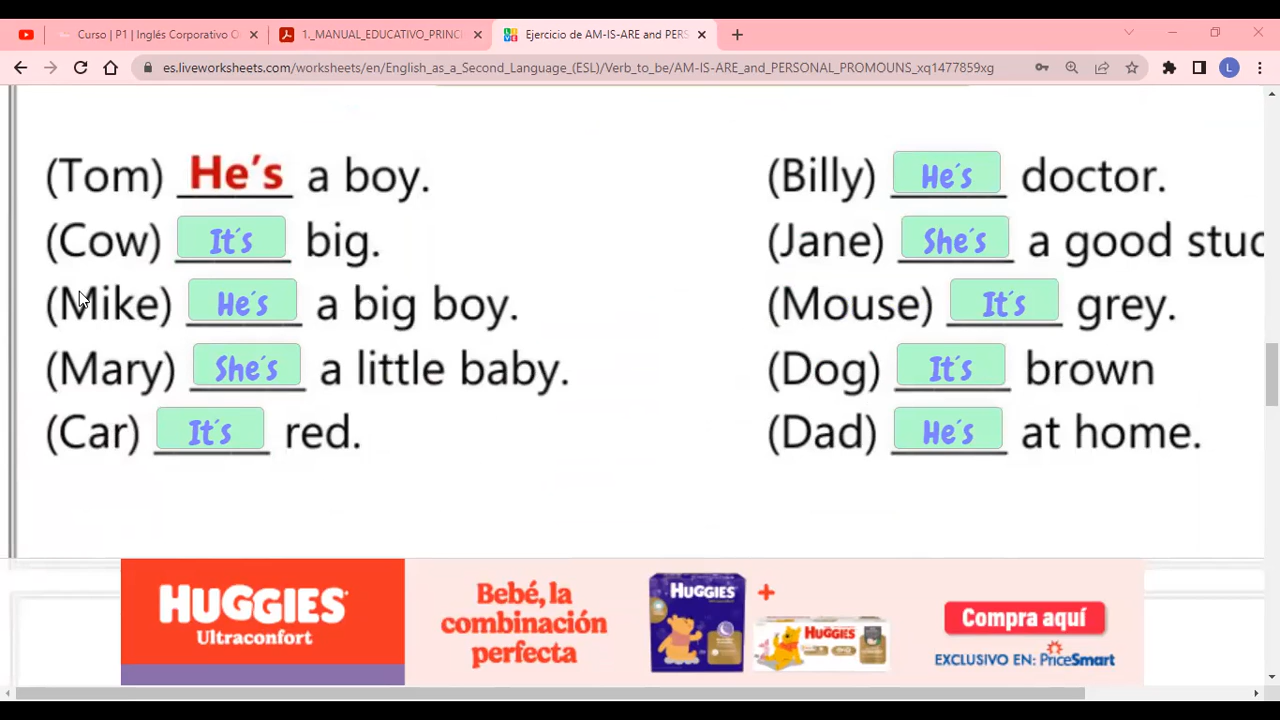 Curso | P1 | Inglés Corporativo O
1._MANUAL_EDUCATIVO_PRINCI
Ejercicio de AM-IS-ARE and PERS
es.liveworksheets.com/worksheets/en/English_as_a_Second_Language_(ESL)/Verb_to_be/AM-IS-ARE_and_PERSONAL_PROMOUNS_xq1477859xg
L
(Tom) He's a boy.
(Cow) It´s big.
(Mike) He´s a big boy.
(Mary) She´s a little baby.
(Car) It´s red.
(Billy) He´s doctor.
(Jane) She´s a good stud
(Mouse) It´s grey.
(Dog) It´s brown
(Dad) He´s at home.
HUGGIES
Ultraconfort
Bebé, la
combinación
perfecta
HUGGIES
+
HUGGIES
Compra aquí
EXCLUSIVO EN: PriceSmart